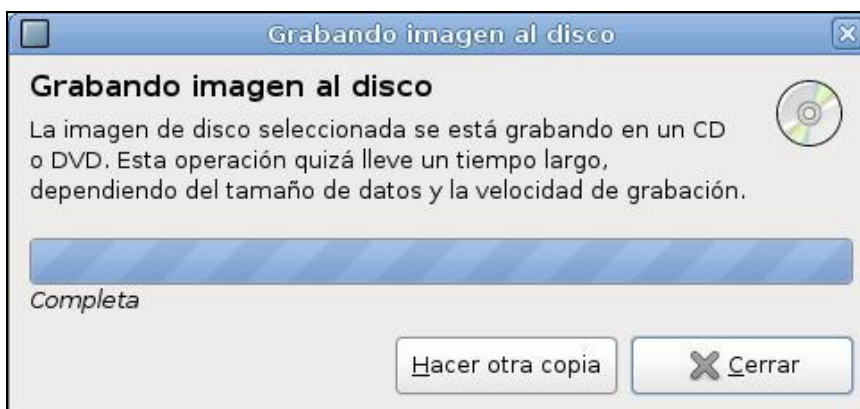 Grabando imagen al disco
Grabando imagen al disco
La imagen de disco seleccionada se está grabando en un CD
o DVD. Esta operación quizá lleve un tiempo largo,
dependiendo del tamaño de datos y la velocidad de grabación.
Completa
Hacer otra copia
Cerrar